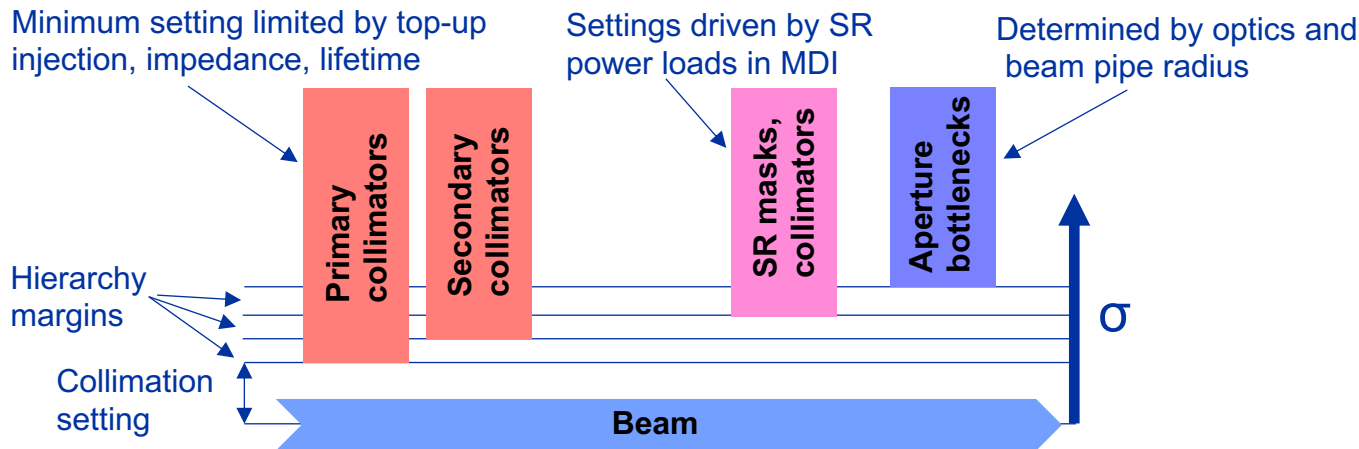 Minimum setting limited by top-up
injection, impedance, lifetime
Settings driven by SR
power loads in MDI
Determined by optics and
beam pipe radius
Primary
collimators
Secondary
collimators
SR masks,
collimators
Aperture
bottlenecks
Hierarchy
margins
σ
Collimation
setting
Beam